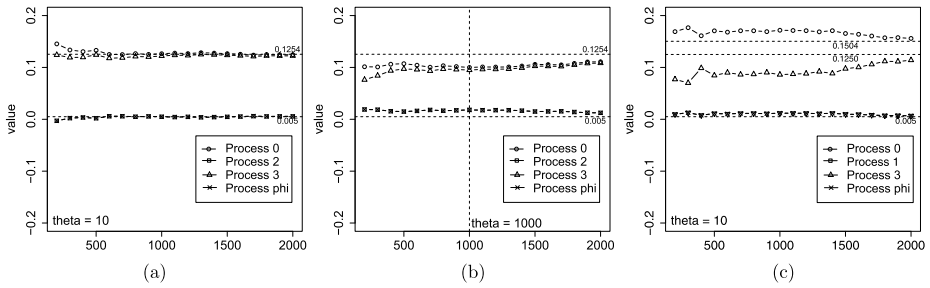 0.2
0.1
0.0
-0.1
-0.2
value
0.1254
0.005
Process 0
Process 2
Process 3
Process phi
theta = 10
500
1000
1500
2000
(a)
0.2
0.1
0.0
-0.1
-0.2
value
0.1254
0.005
Process 0
Process 2
Process 3
Process phi
theta = 1000
500
1000
1500
2000
(b)
0.2
0.1
0.0
-0.1
-0.2
value
0.1504
0.1250
0.005
Process 0
Process 1
Process 3
Process phi
theta = 10
500
1000
1500
2000
(c)